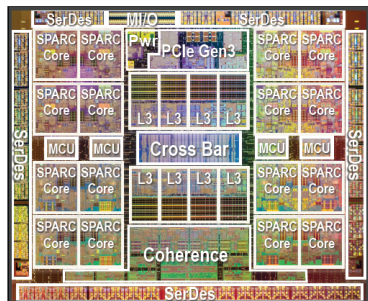 SerDes MI/O SerDes
Pwr
PCIe Gen3
SPARC Core SPARC Core SPARC Core SPARC Core
SPARC Core SPARC Core SPARC Core SPARC Core
L3 L3 L3 L3
SerDes SerDes
MCU MCU Cross Bar MCU MCU
L3 L3 L3 L3
SPARC Core SPARC Core SPARC Core SPARC Core
SPARC Core SPARC Core SPARC Core SPARC Core
Coherence
SerDes